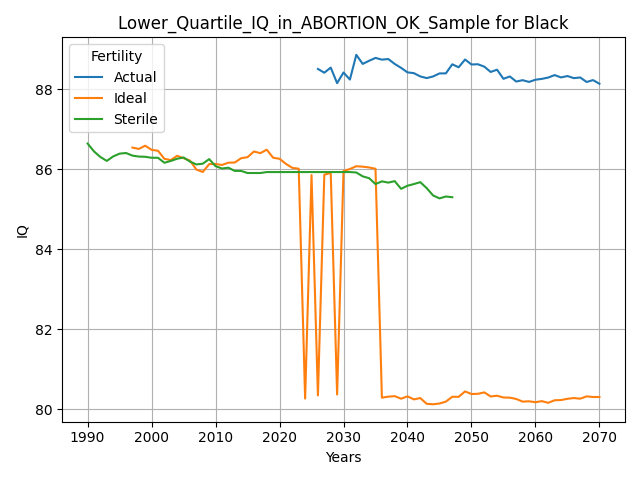 Lower_Quartile_IQ_in_ABORTION_OK_Sample for Black
Fertility
Actual
Ideal
Sterile
IQ
88
86
84
82
80
1990 2000 2010 2020 2030 2040 2050 2060 2070
Years